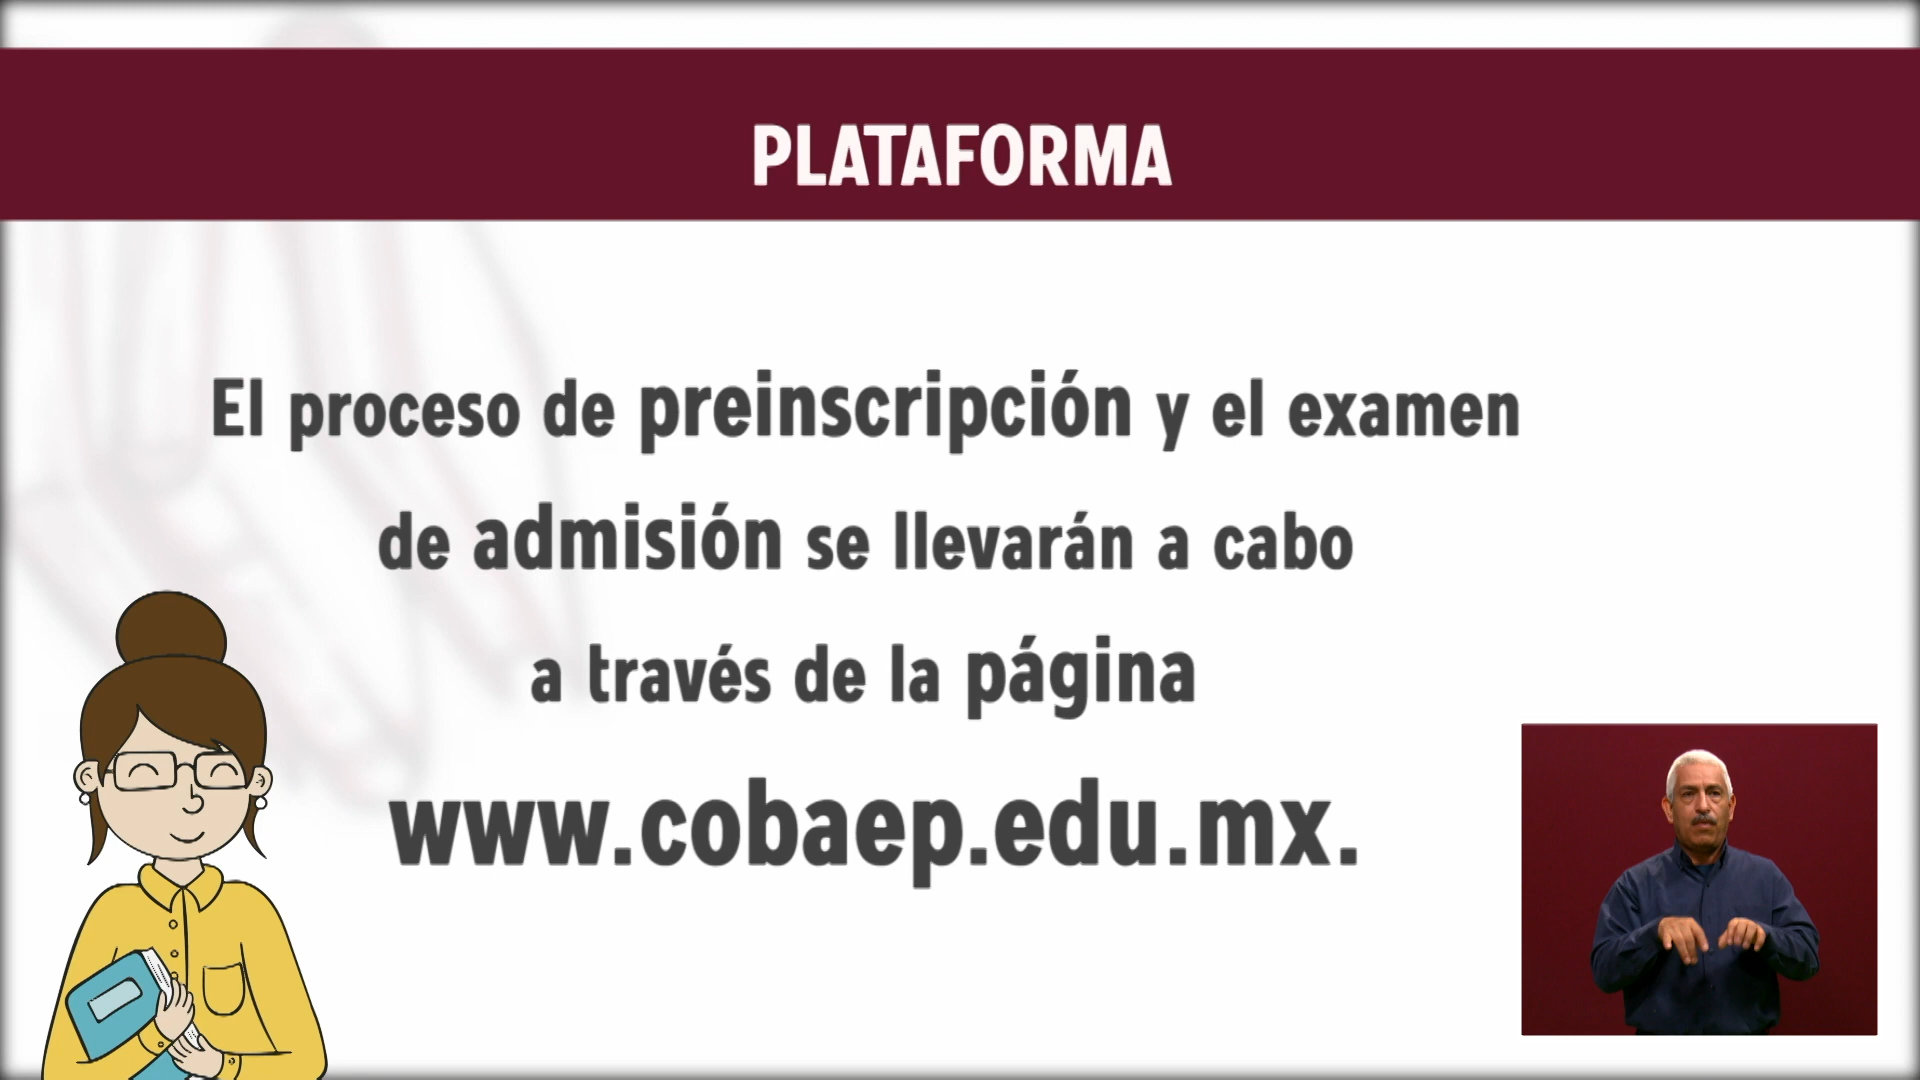 PLATAFORMA
El proceso de preinscripción y el examen
de admisión se llevarán a cabo
a través de la página
www.cobaep.edu.mx.